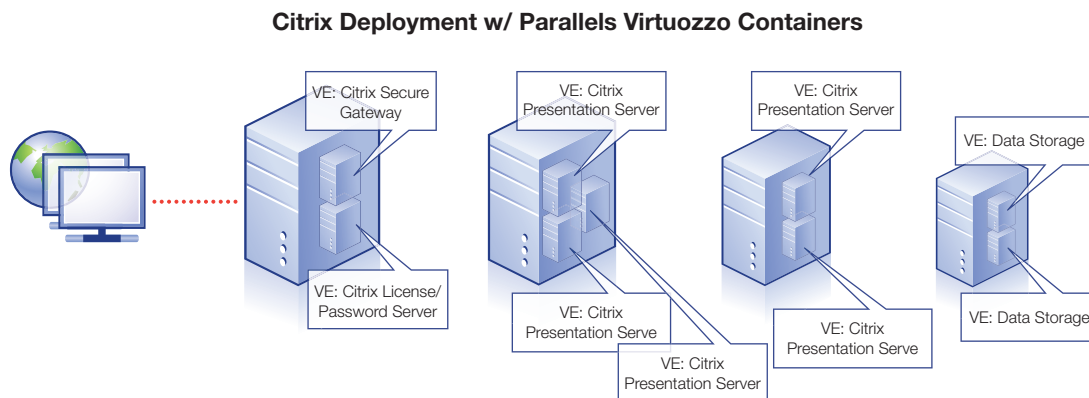 Citrix Deployment w/ Parallels Virtuozzo Containers
VE: Citrix Secure
Gateway
VE: Citrix
Presentation Server
VE: Citrix
Presentation Server
VE: Data Storage
VE: Citrix License/
Password Server
VE: Citrix
Presentation Serve
VE: Citrix
Presentation Server
VE: Citrix
Presentation Serve
VE: Data Storage